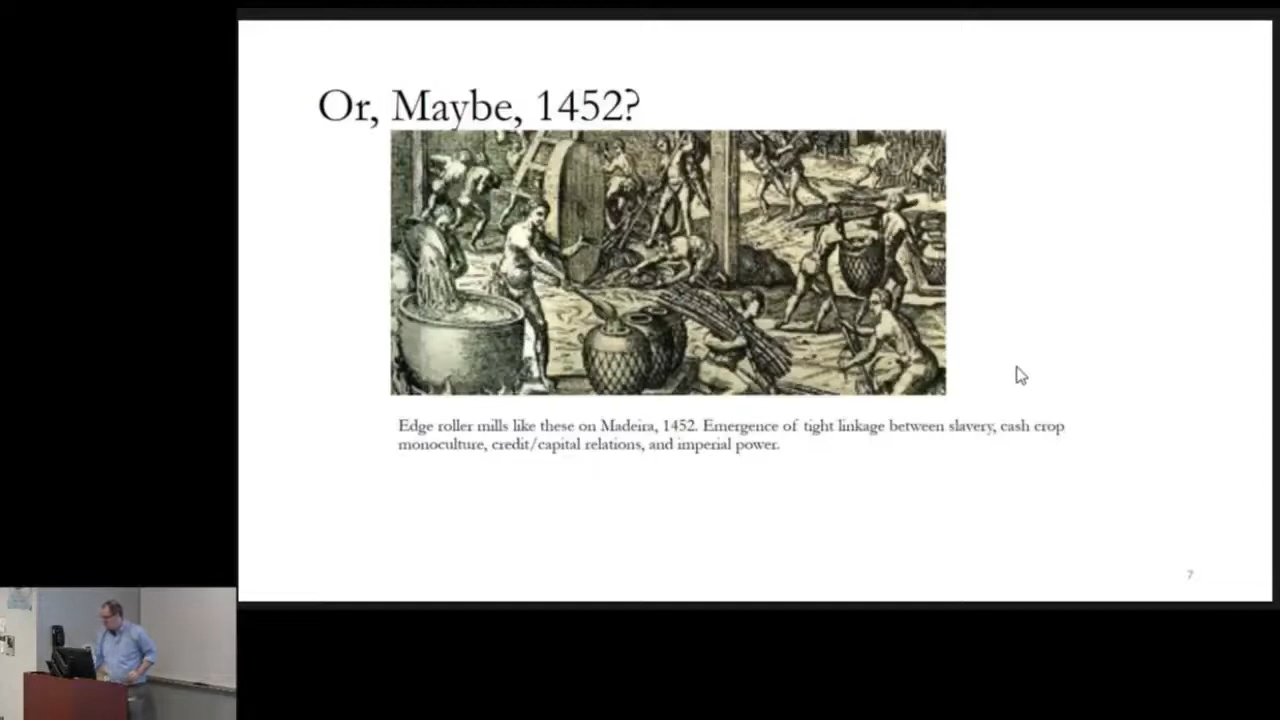 Or, Maybe, 1452?
Edge roller mills like these on Madeira, 1452. Emergence of tight linkage between slavery, cash crop
monoculture, credit/capital relations, and imperial power.
7